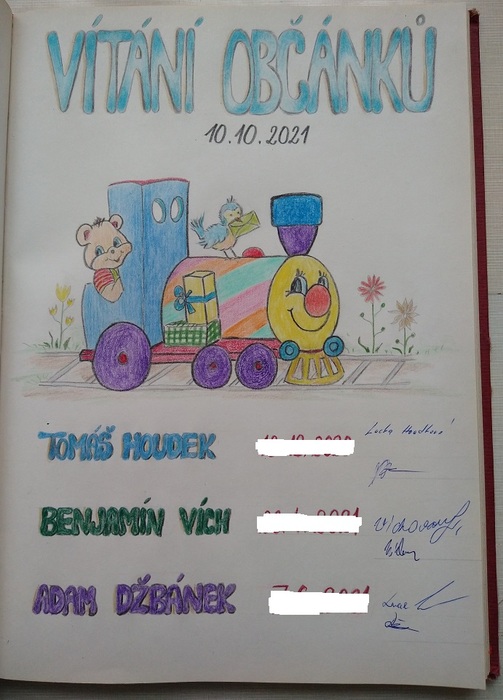 VÍTÁNÍ OBČÁNKŮ
10.10.2021
TOMÁŠ HOUDEK
BENJAMÍN VÍCH
ADAM DŽBÁNEK